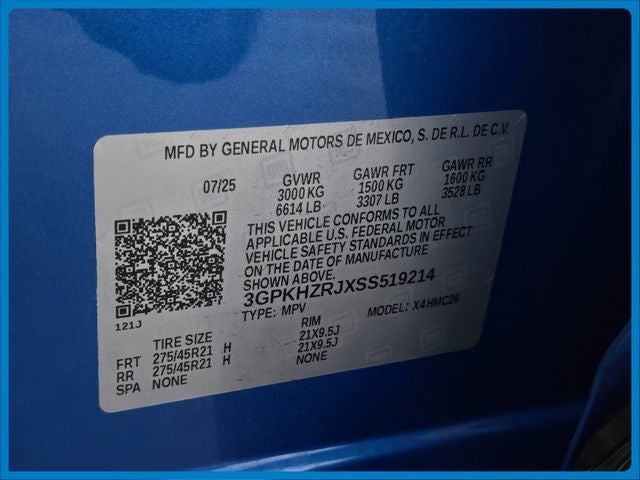 MFD BY GENERAL MOTORS DE MEXICO, S. DE R.L. DE C.V.
07/25 GVWR GAWR FRT GAWR RR
3000 KG 1500 KG 1600 KG
6614 LB 3307 LB 3528 LB
THIS VEHICLE CONFORMS TO ALL
APPLICABLE U.S. FEDERAL MOTOR
VEHICLE SAFETY STANDARDS IN EFFECT
ON THE DATE OF MANUFACTURE
SHOWN ABOVE.
3GPKHZRJXSS519214
TYPE: MPV MODEL: X4HMC26
121J
TIRE SIZE RIM
FRT 275/45R21 H 21X9.5J
RR 275/45R21 H 21X9.5J
SPA NONE NONE